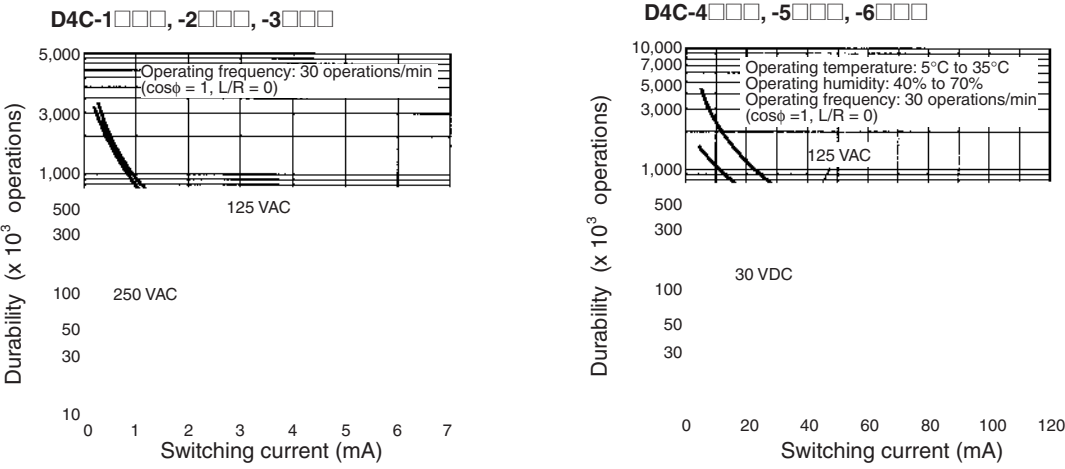 D4C-1□□□, -2□□□, -3□□□
5,000
3,000
1,000
500
300
100
50
30
10
Operating frequency: 30 operations/min
(cosϕ = 1, L/R = 0)
125 VAC
250 VAC
0 1 2 3 4 5 6 7
Switching current (mA)
Durability (x 10³ operations)
D4C-4□□□, -5□□□, -6□□□
10,000
7,000
5,000
3,000
1,000
500
300
100
50
30
Operating temperature: 5°C to 35°C
Operating humidity: 40% to 70%
Operating frequency: 30 operations/min
(cosϕ =1, L/R = 0)
125 VAC
30 VDC
0 20 40 60 80 100 120
Switching current (mA)
Durability (x 10³ operations)